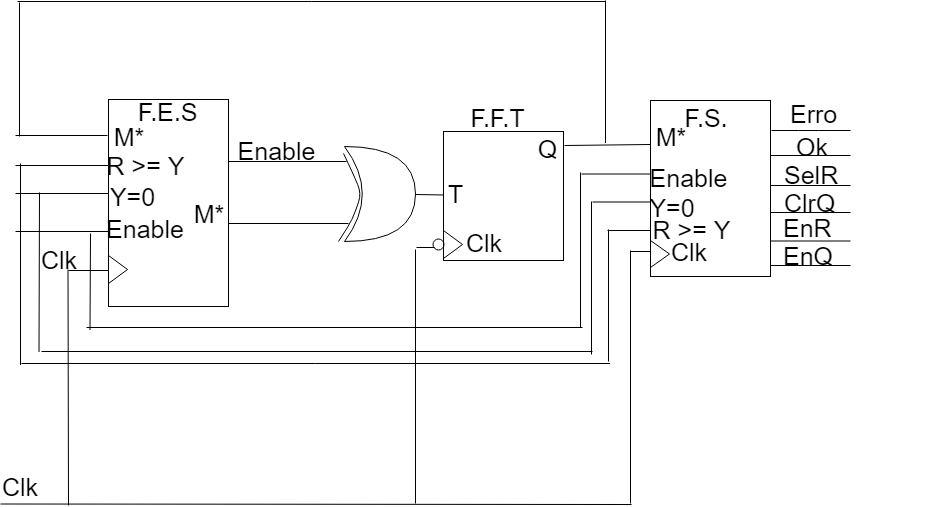 F.E.S
M*
R >= Y
Y=0
M*
Enable
Clk
Enable
F.F.T
Q
T
Clk
F.S.
M*
Enable
Y=0
R >= Y
Clk
Erro
Ok
SelR
ClrQ
EnR
EnQ
Clk